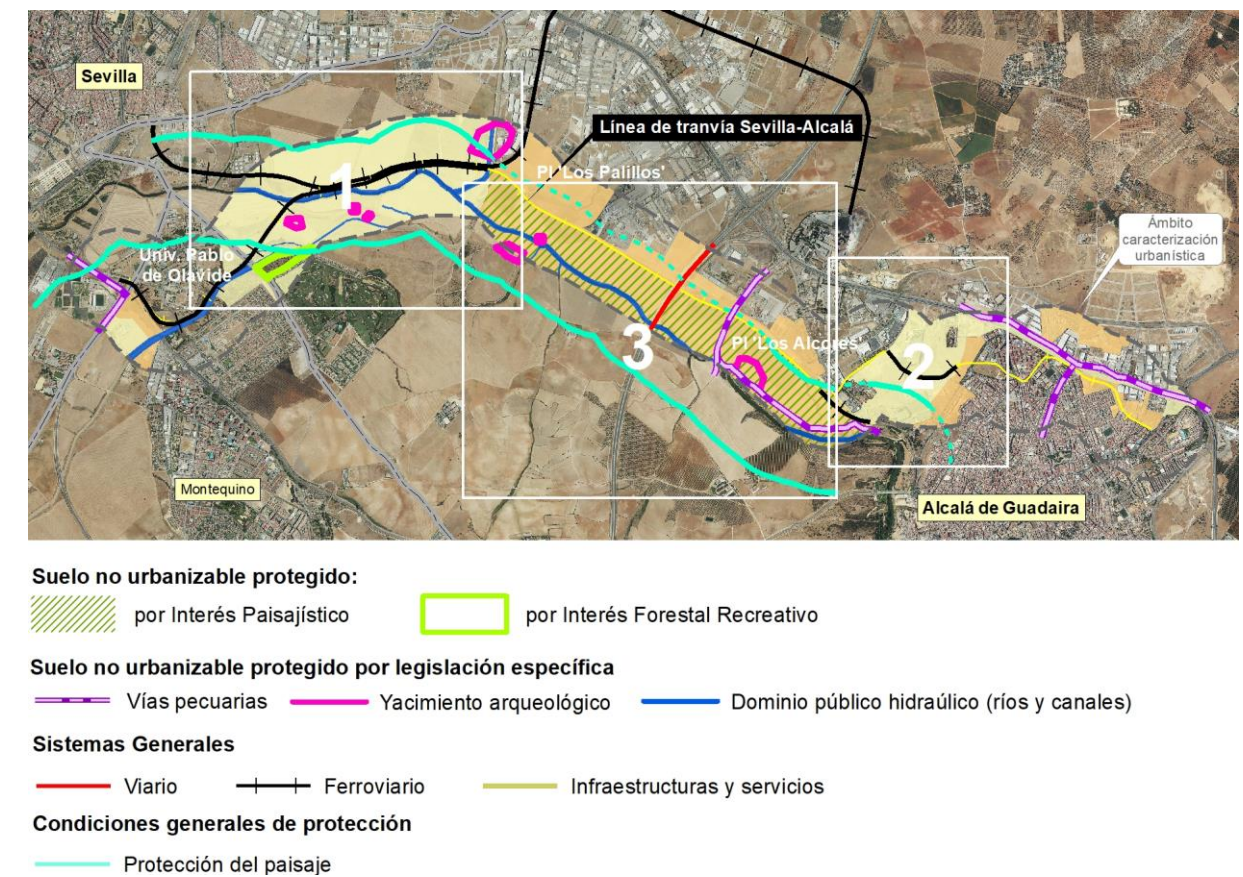 Sevilla
Línea de tranvía Sevilla-Alcalá
PI 'Los Palillos'
1
Univ. Pablo
de Olavide
Ámbito
caracterización
urbanística
3
PI 'Los Alcores'
2
Montequino
Alcalá de Guadaira
Suelo no urbanizable protegido:
por Interés Paisajístico por Interés Forestal Recreativo
Suelo no urbanizable protegido por legislación específica
Vías pecuarias Yacimiento arqueológico Dominio público hidraúlico (ríos y canales)
Sistemas Generales
Viario Ferroviario Infraestructuras y servicios
Condiciones generales de protección
Protección del paisaje